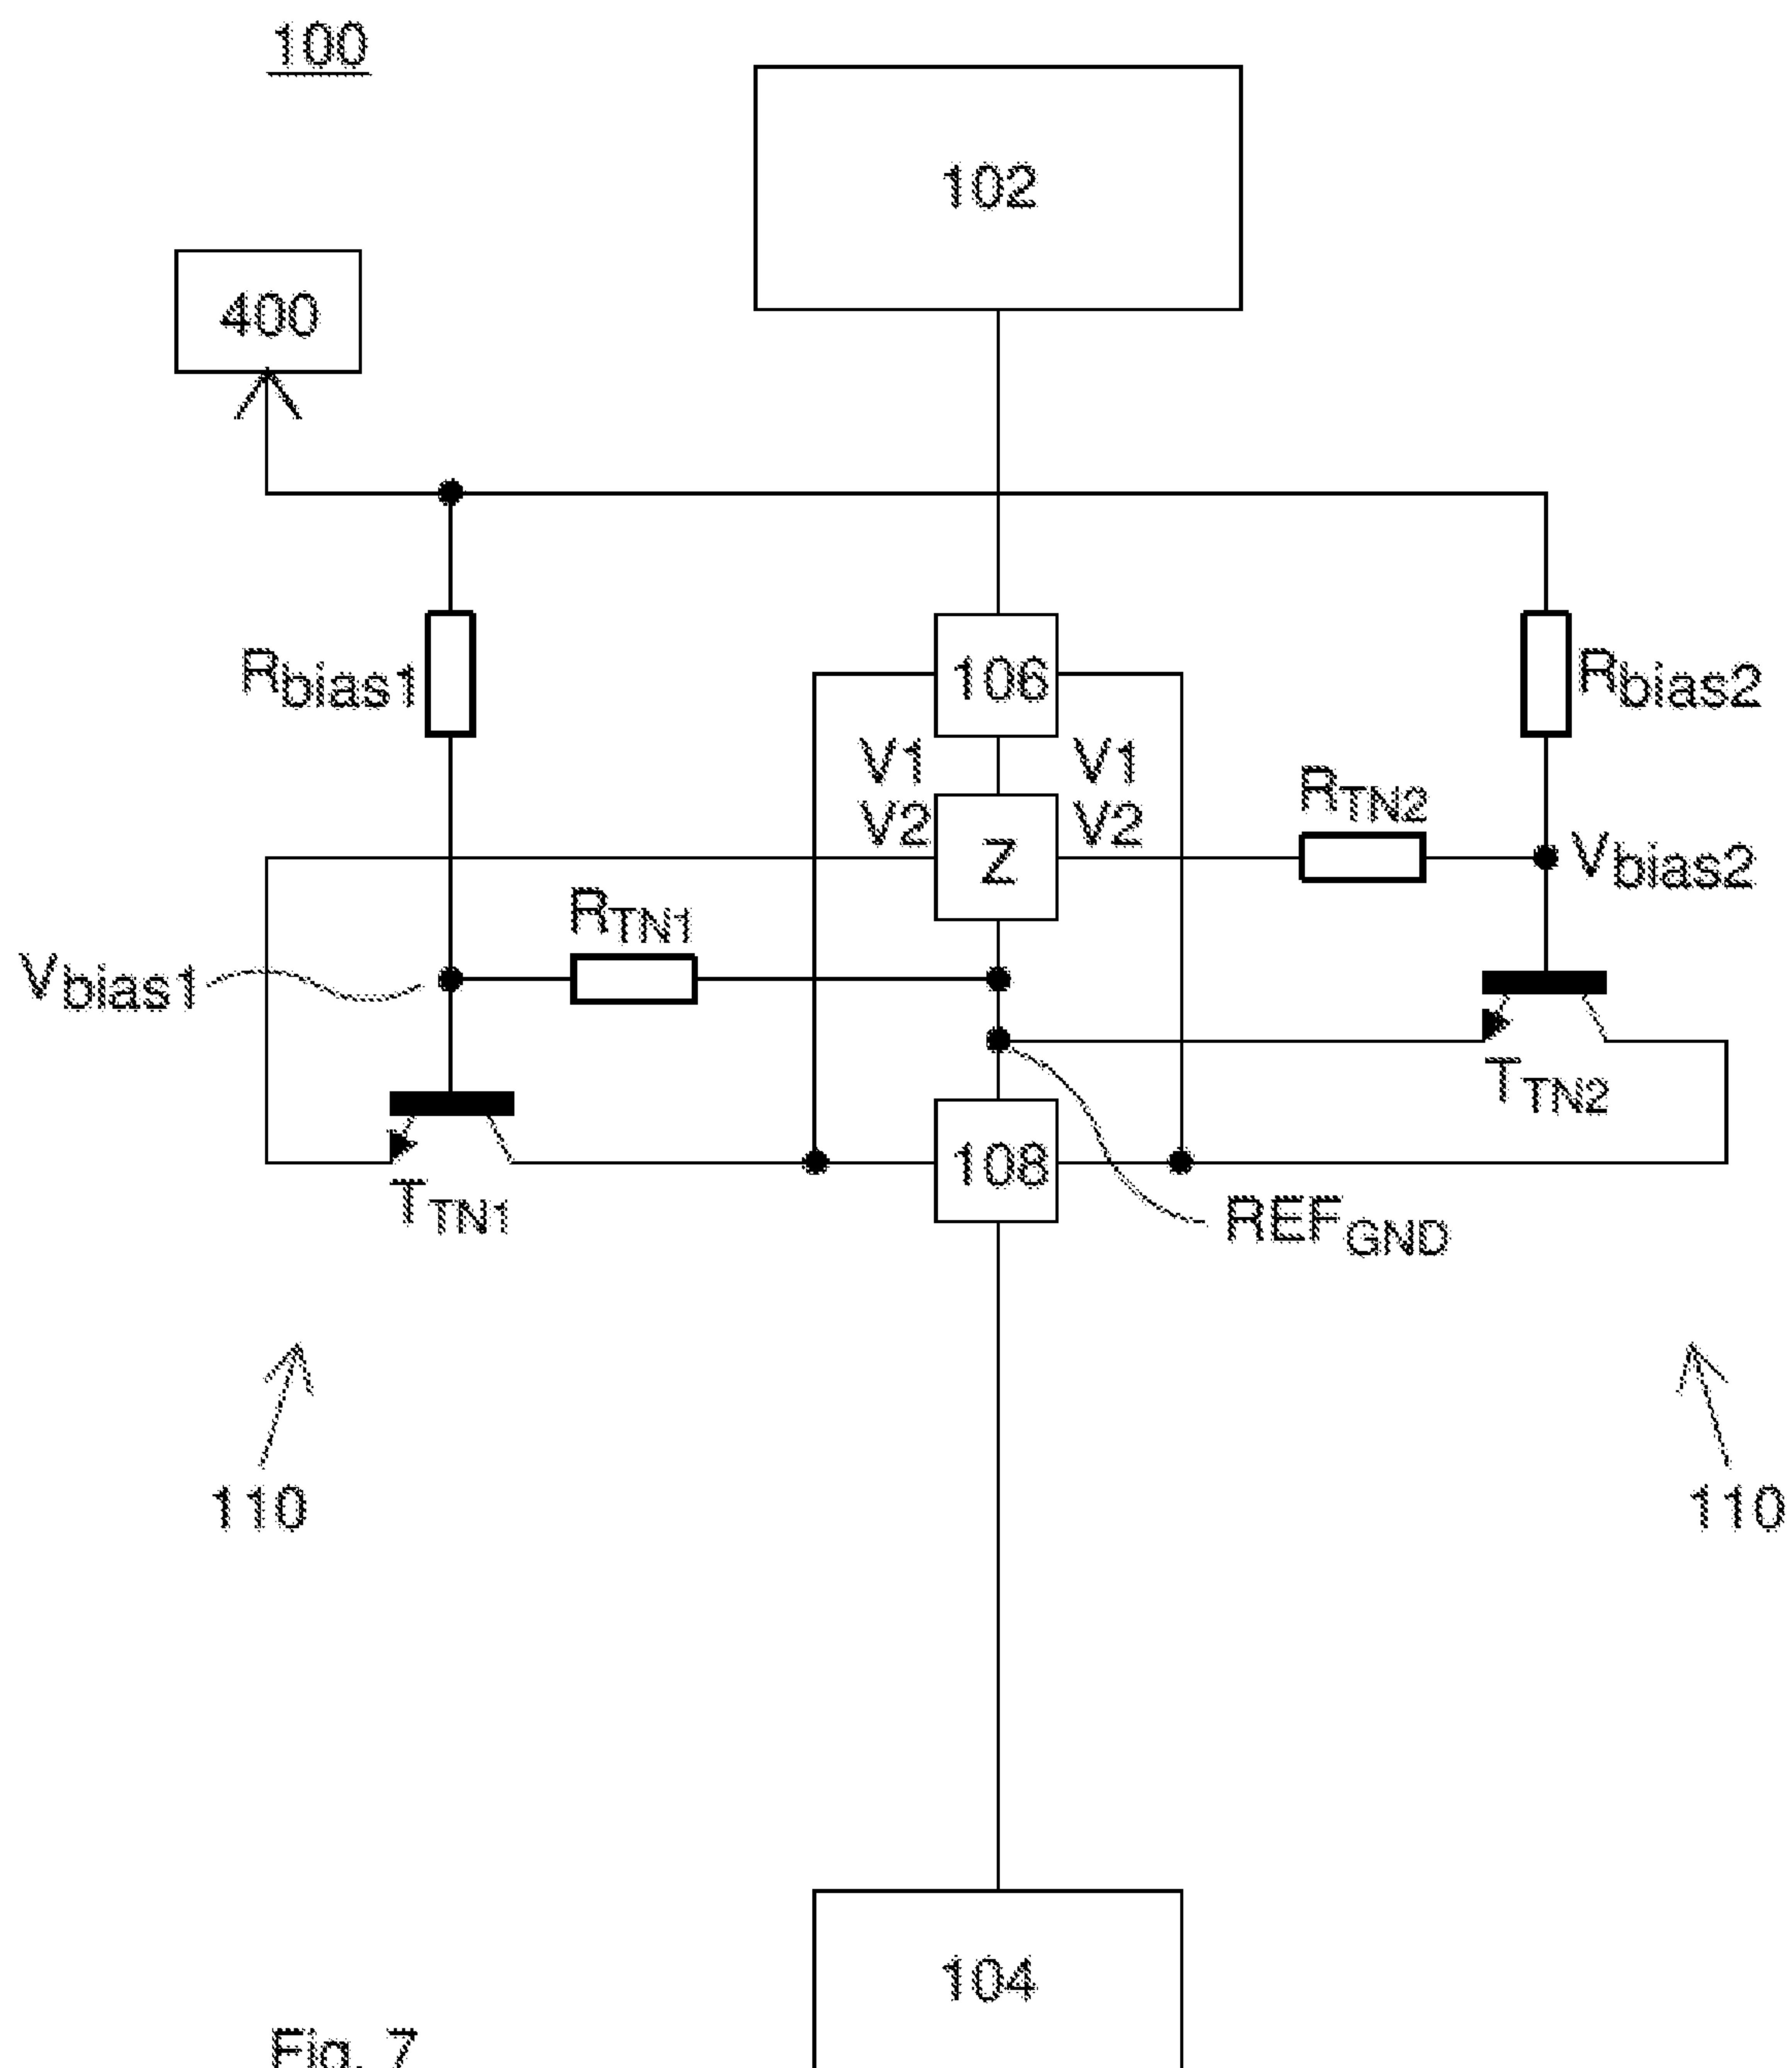 100
102
400
Rbias1
106
Rbias2
V1
V1
RTN2
V2
V2
Z
Vbias2
RTN1
Vbias1
TTN2
108
TTN1
REFGND
110
110
104
Fig. 7